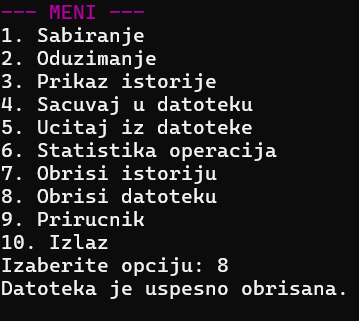 --- MENI ---
1. Sabiranje
2. Oduzimanje
3. Prikaz istorije
4. Sacuvaj u datoteku
5. Ucitaj iz datoteke
6. Statistika operacija
7. Obrisi istoriju
8. Obrisi datoteku
9. Prirucnik
10. Izlaz
Izaberite opciju: 8
Datoteka je uspesno obrisana.